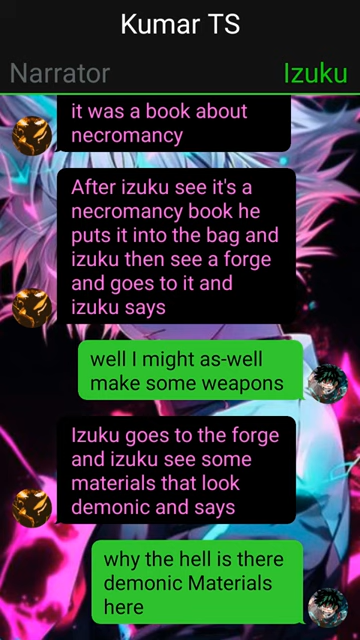 Kumar TS
Narrator
Izuku
it was a book about
necromancy
After izuku see it's a
necromancy book he
puts it into the bag and
izuku then see a forge
and goes to it and
izuku says
well I might as-well
make some weapons
Izuku goes to the forge
and izuku see some
materials that look
demonic and says
why the hell is there
demonic Materials
here